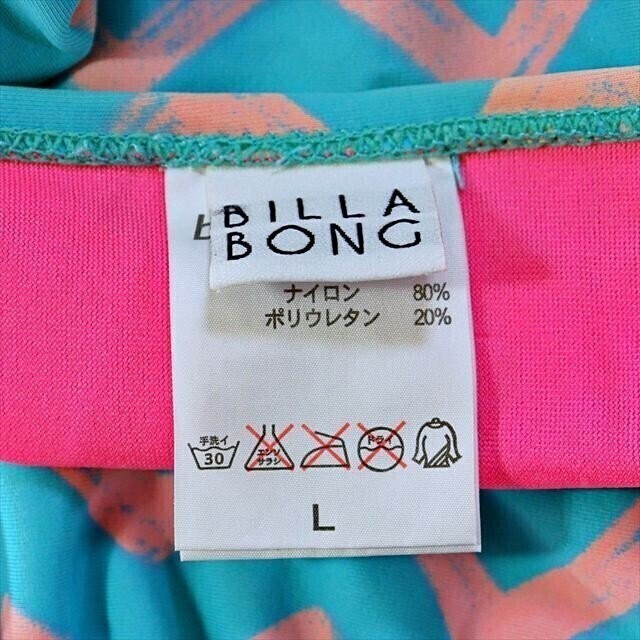 BILLA
BONG
ナイロン 80%
ポリウレタン 20%
手洗イ
30
エンソ
サラシ
ドライ
L